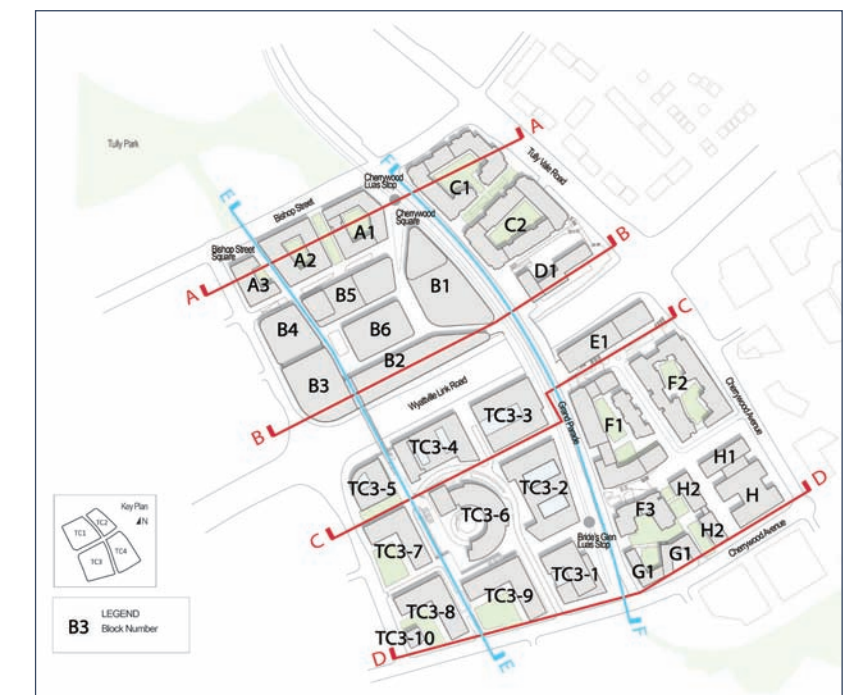 A
F
Tully Vale Road
Tully Park
Cherrywood
Luas Stop
C1
E
Bishop Street
Cherrywood
Square
A1
C2
Bishop Street
Square
A2
B
A3
D1
A
B1
B5
C
B4
B6
E1
B2
B3
F2
Wyattville Link Road
Cherrywood Avenue
B
Grand Parade
TC3-3
F1
TC3-4
H1
TC3-5
TC3-2
H2
H
D
Key Plan
N
TC2
TC1
TC3
TC4
TC3-6
F3
C
H2
Bride's Glen
Luas Stop
TC3-7
G1
Cherrywood Avenue
TC3-1
G1
TC3-9
LEGEND
B3 Block Number
TC3-8
F
TC3-10
D
E